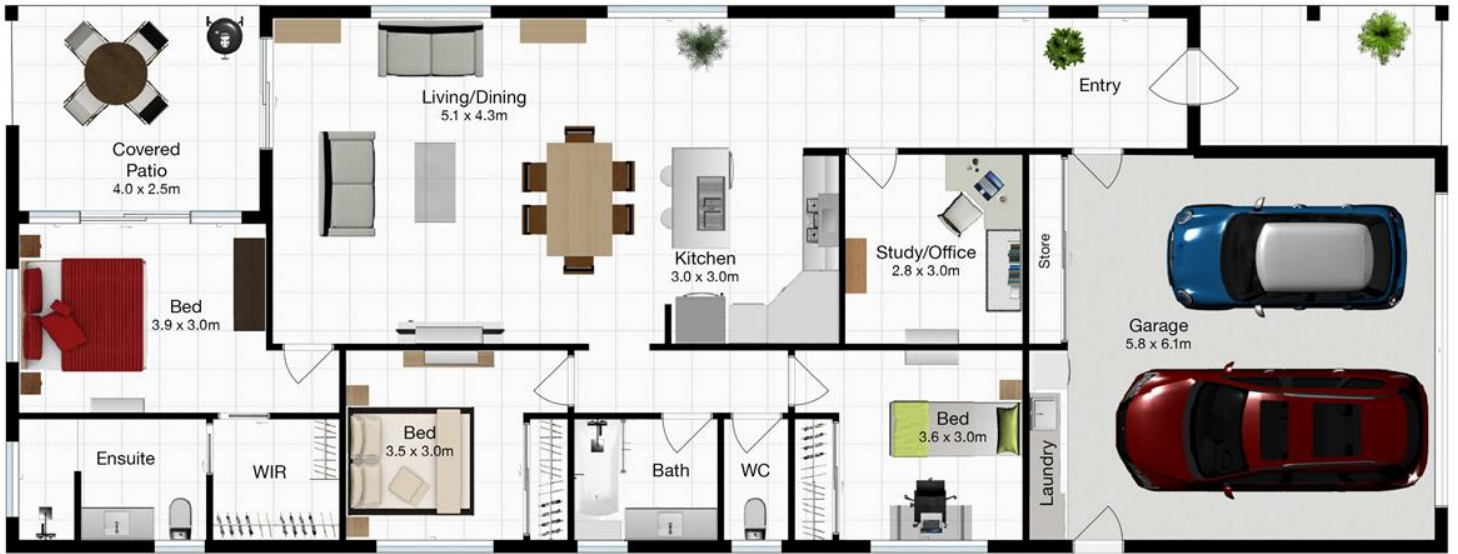 Living/Dining
5.1 x 4.3m
Entry
Covered
Patio
4.0 x 2.5m
Kitchen
3.0 x 3.0m
Study/Office
2.8 x 3.0m
Store
Bed
3.9 x 3.0m
Garage
5.8 x 6.1m
Ensuite
WIR
Bed
3.5 x 3.0m
Bath
WC
Bed
3.6 x 3.0m
Laundry